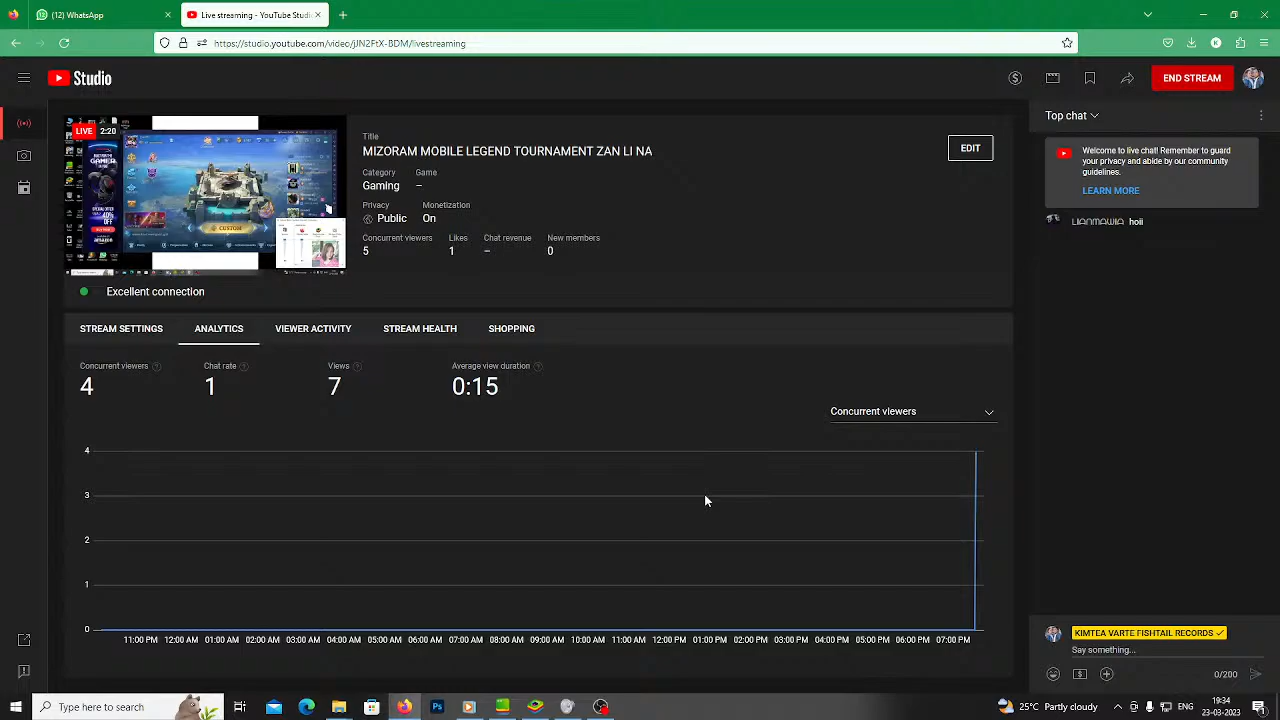 (12) WhatsApp
Live streaming - YouTube Studi
https://studio.youtube.com/video/jJN2FtX-BDM/livestreaming
Studio
END STREAM
LIVE 2:20
CUSTOM
Title
MIZORAM MOBILE LEGEND TOURNAMENT ZAN LI NA
EDIT
Category Game
Gaming –
Privacy Monetization
Public On
Concurrent viewers Likes Chat revenue New members
5 1 – 0
Excellent connection
Top chat
Welcome to live chat! Remember to guard
your privacy and abide by our community
guidelines.
LEARN MORE
hoii
STREAM SETTINGS ANALYTICS VIEWER ACTIVITY STREAM HEALTH SHOPPING
Concurrent viewers Chat rate Views Average view duration
4 1 7 0:15
Concurrent viewers
4
3
2
1
0
11:00 PM 12:00 AM 01:00 AM 02:00 AM 03:00 AM 04:00 AM 05:00 AM 06:00 AM 07:00 AM 08:00 AM 09:00 AM 10:00 AM 11:00 AM 12:00 PM 01:00 PM 02:00 PM 03:00 PM 04:00 PM 05:00 PM 06:00 PM 07:00 PM
KIMTEA VARTE FISHTAIL RECORDS
Say something...
0/200
Type here to search
25°C Partly cloudy
ENG
19:34
23-03-2023